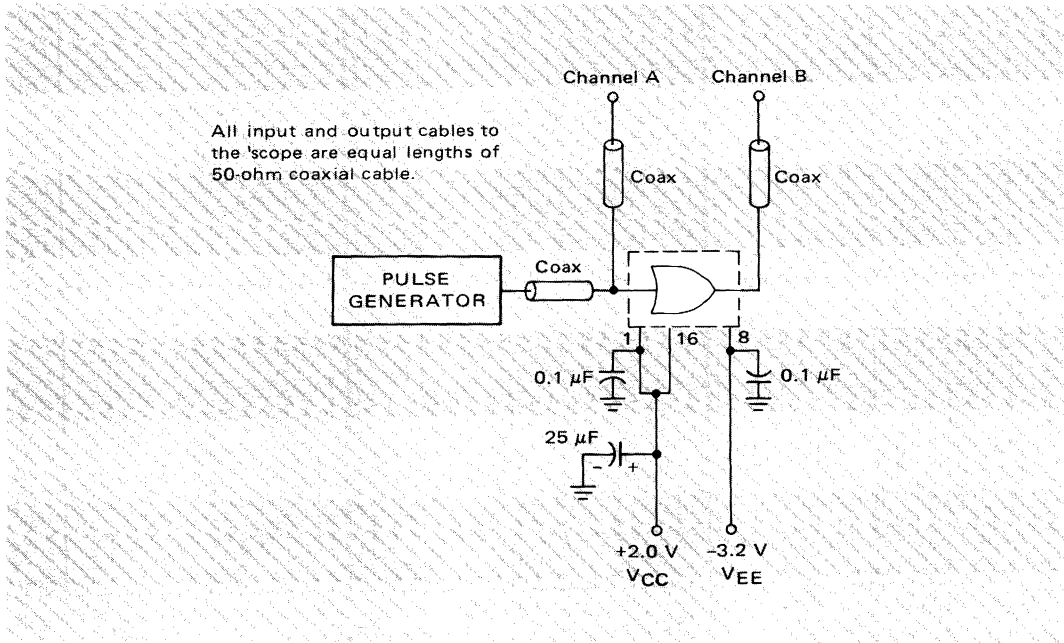 Channel A
Channel B
All input and output cables to
the 'scope are equal lengths of
50-ohm coaxial cable.
Coax
Coax
Coax
PULSE
GENERATOR
1
16
8
0.1 μF
0.1 μF
25 μF
– +
+2.0 V
VCC
–3.2 V
VEE